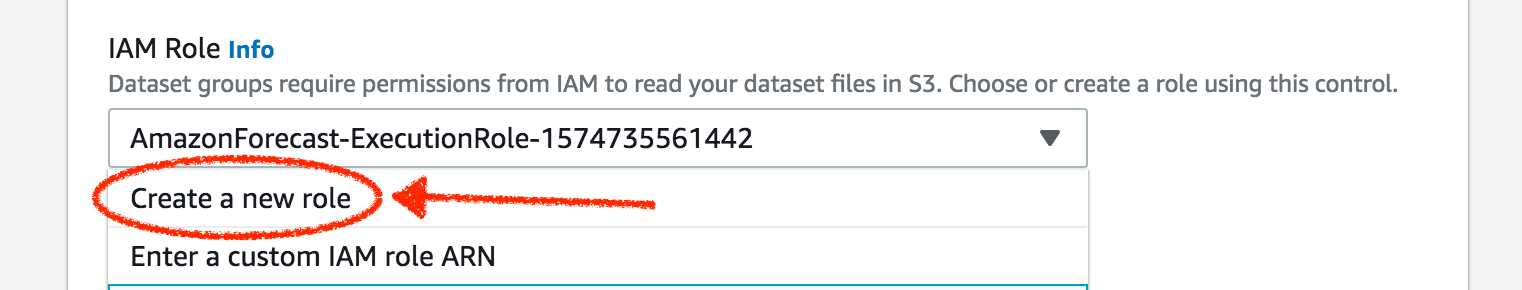 IAM Role Info
Dataset groups require permissions from IAM to read your dataset files in S3. Choose or create a role using this control.
AmazonForecast-ExecutionRole-1574735561442
Create a new role
Enter a custom IAM role ARN